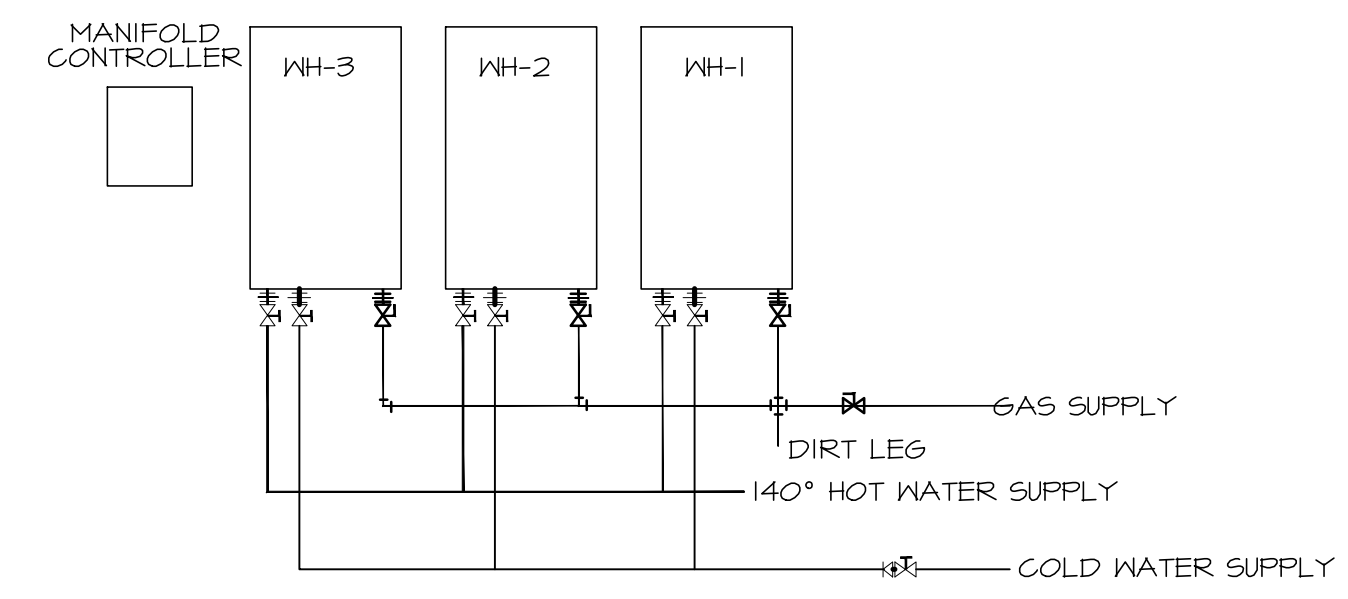 MANIFOLD
CONTROLLER
WH-3
WH-2
WH-1
GAS SUPPLY
DIRT LEG
140° HOT WATER SUPPLY
COLD WATER SUPPLY